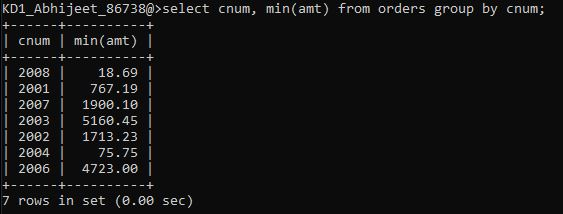 KD1_Abhijeet_86738@>select cnum, min(amt) from orders group by cnum;
+------+----------+
| cnum | min(amt) |
+------+----------+
| 2008 |    18.69 |
| 2001 |   767.19 |
| 2007 |  1900.10 |
| 2003 |  5160.45 |
| 2002 |  1713.23 |
| 2004 |    75.75 |
| 2006 |  4723.00 |
+------+----------+
7 rows in set (0.00 sec)